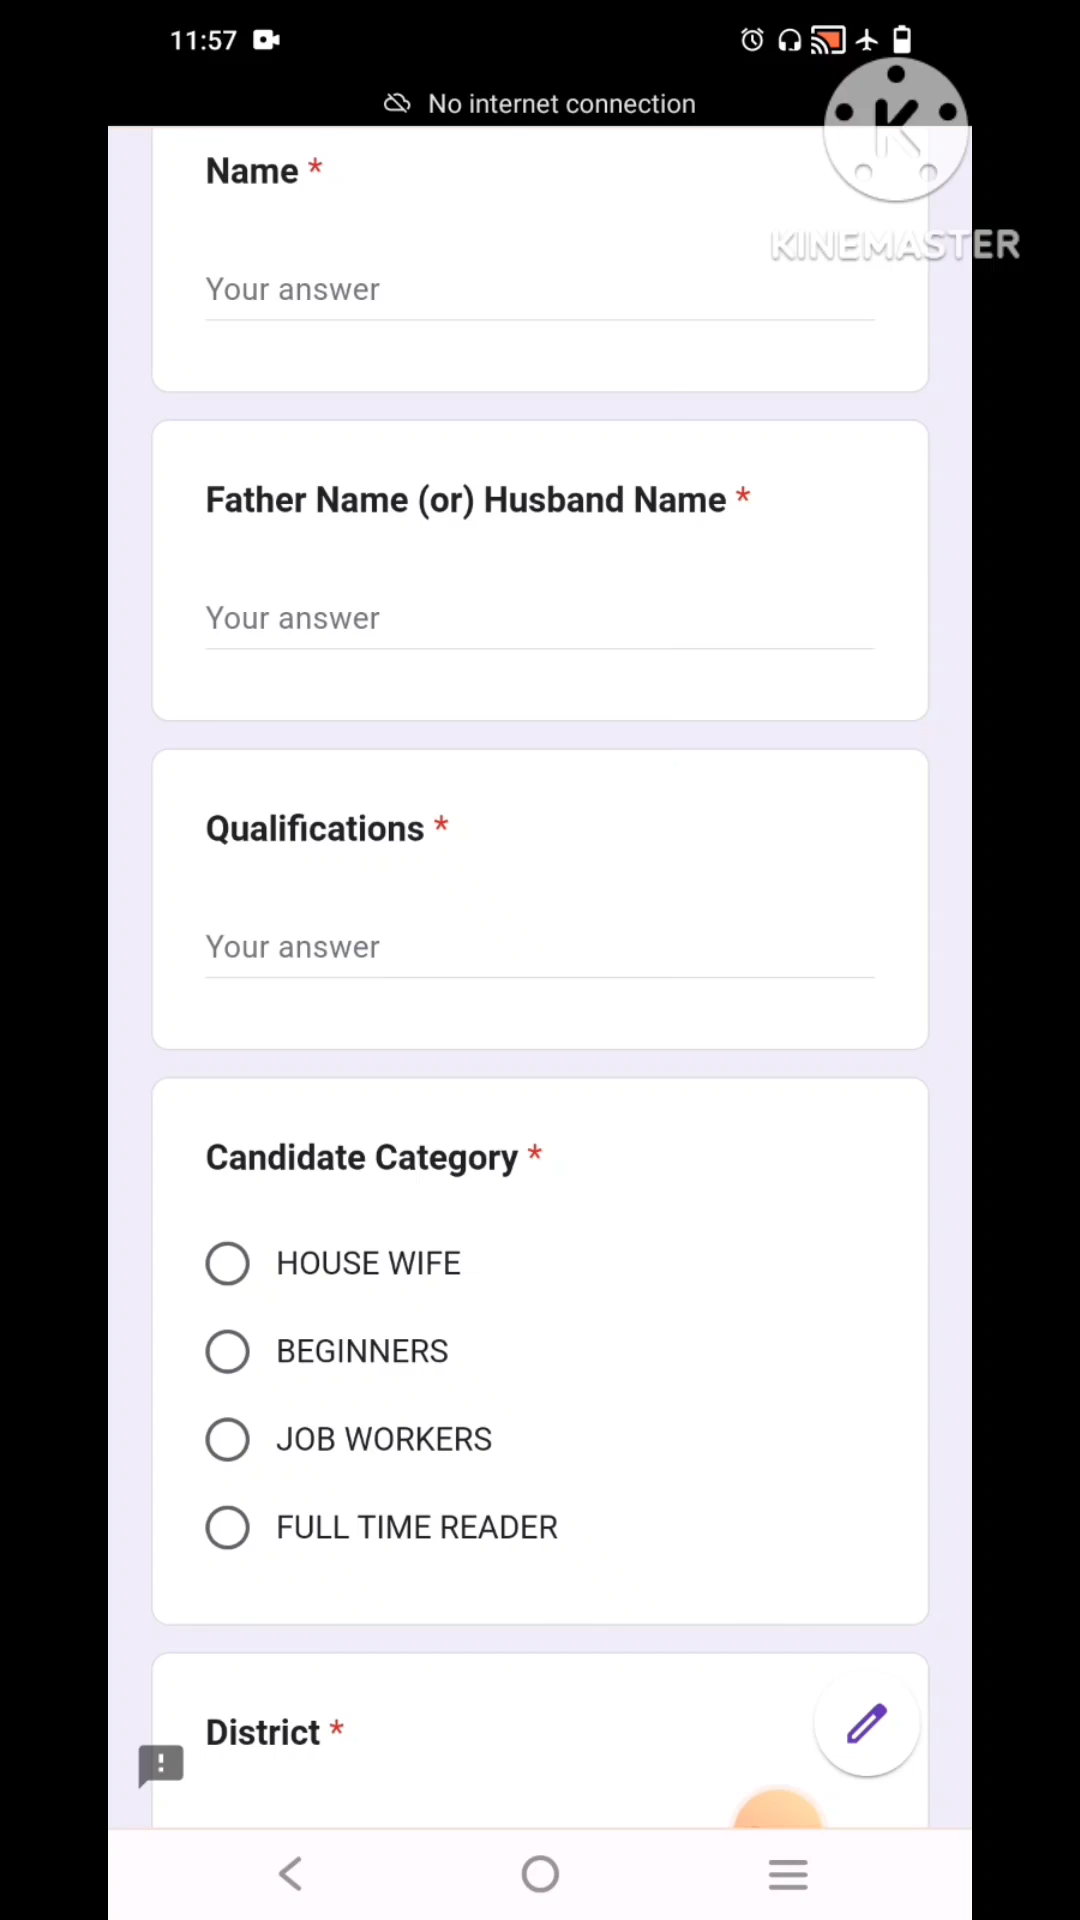 11:57
No internet connection
KINEMASTER
Name *
Your answer
Father Name (or) Husband Name *
Your answer
Qualifications *
Your answer
Candidate Category *
HOUSE WIFE
BEGINNERS
JOB WORKERS
FULL TIME READER
District *